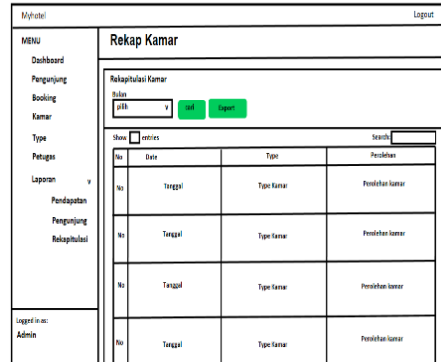 Myhotel Logout
MENU
Dashboard
Pengunjung
Booking
Kamar
Type
Petugas
Laporan v
Pendapatan
Pengunjung
Rekapitulasi
Logged in as:
Admin
Rekap Kamar
Rekapitulasi Kamar
Bulan
pilih v cari Export
Show entries Search:
No Date Type Perolehan
No Tanggal Type Kamar Perolehan kamar
No Tanggal Type Kamar Perolehan kamar
No Tanggal Type Kamar Perolehan kamar
No Tanggal Type Kamar Perolehan kamar